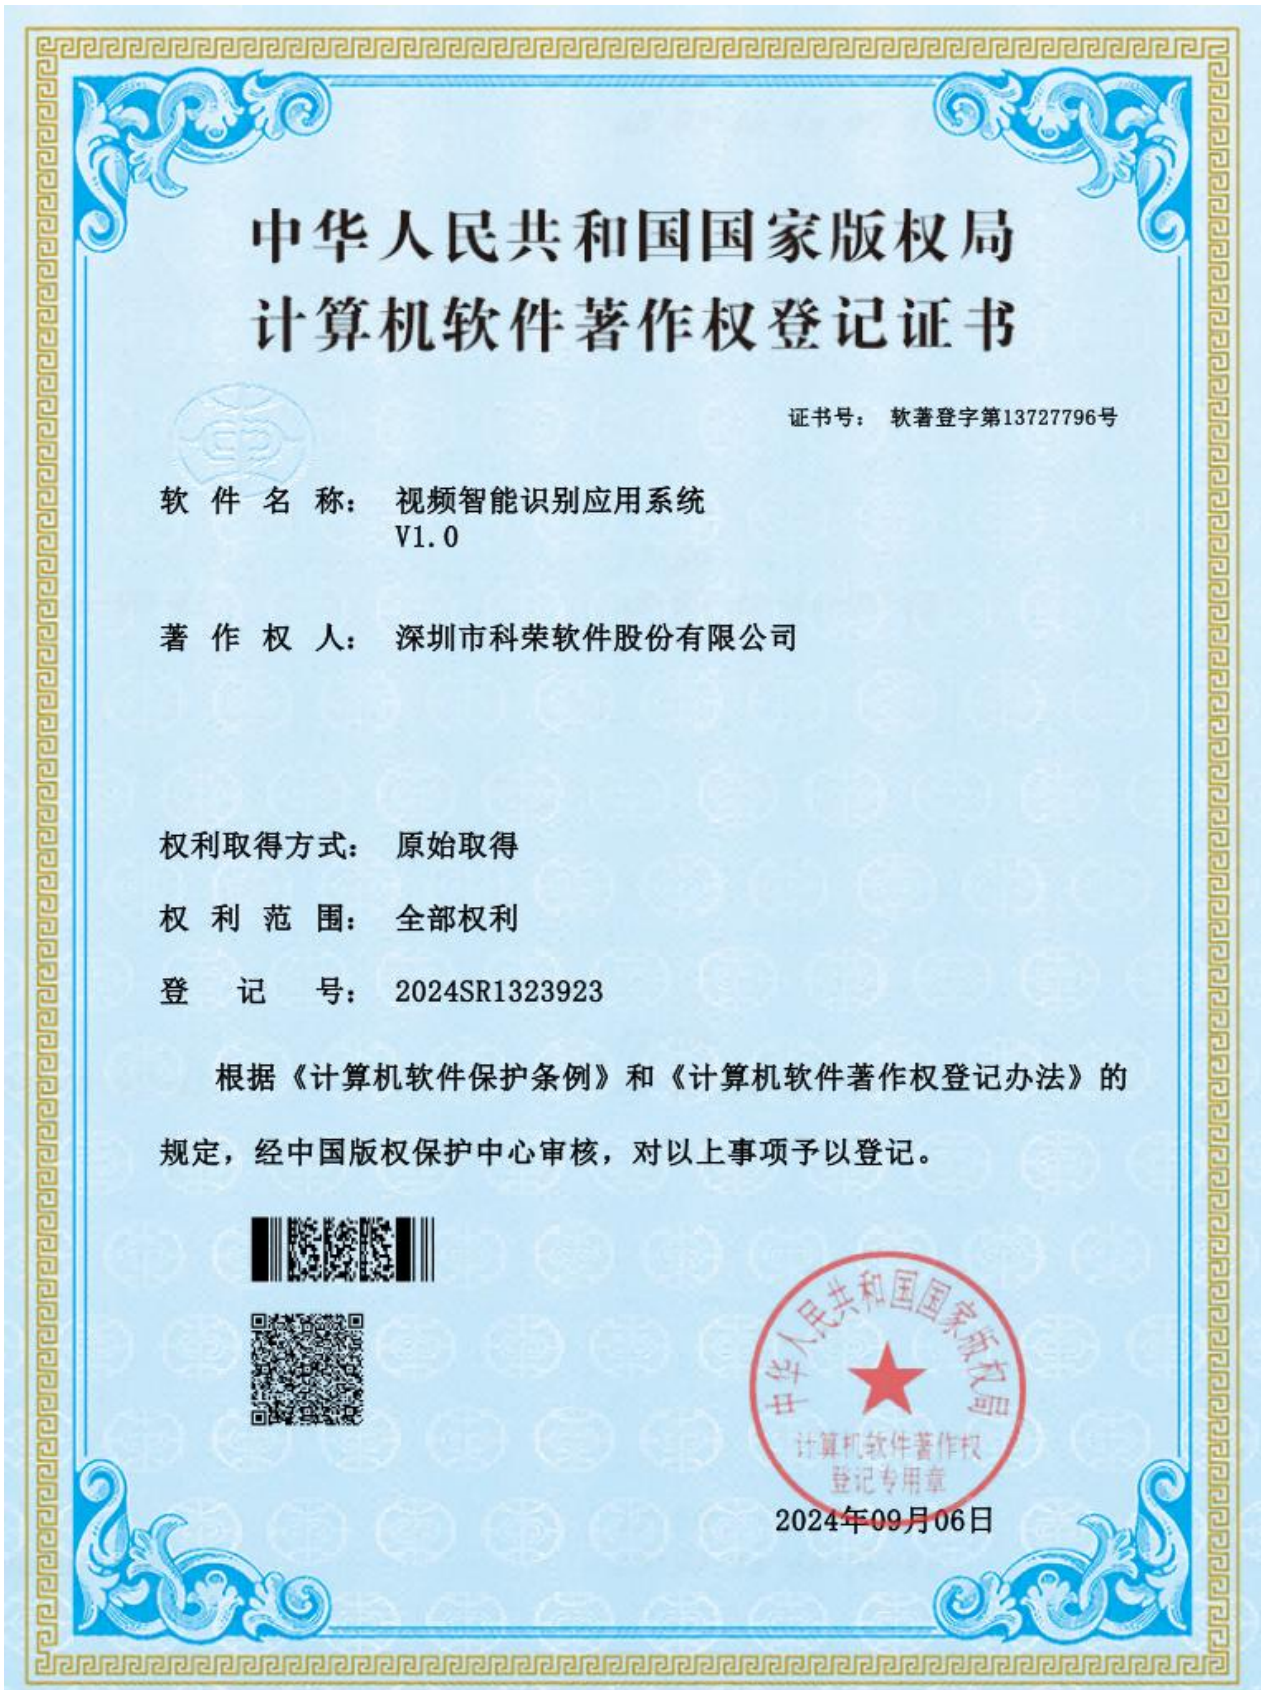 中华人民共和国国家版权局
计算机软件著作权登记证书
证书号： 软著登字第13727796号
软件名称： 视频智能识别应用系统
V1.0
著作权人： 深圳市科荣软件股份有限公司
权利取得方式： 原始取得
权利范围： 全部权利
登记号： 2024SR1323923
根据《计算机软件保护条例》和《计算机软件著作权登记办法》的
规定，经中国版权保护中心审核，对以上事项予以登记。
中华人民共和国国家版权局
计算机软件著作权
登记专用章
2024年09月06日